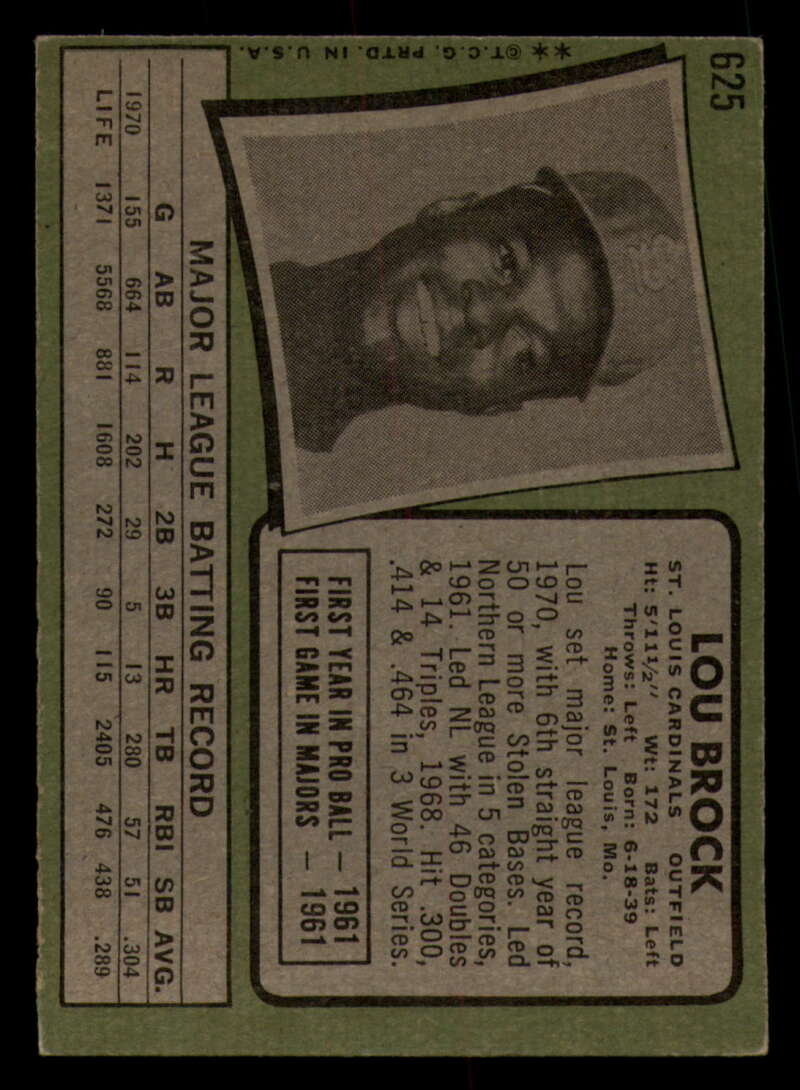 625
** ©T.C.G. PRTD. IN U.S.A.
LOU BROCK
ST. LOUIS CARDINALS OUTFIELD
Ht: 5'11½" Wt: 172 Bats: Left
Throws: Left Born: 6-18-39
Home: St. Louis, Mo.
Lou set major league record,
1970, with 6th straight year of
50 or more Stolen Bases. Led
Northern League in 5 categories,
1961. Led NL with 46 Doubles
& 14 Triples, 1968. Hit .300,
.414 & .464 in 3 World Series.
FIRST YEAR IN PRO BALL — 1961
FIRST GAME IN MAJORS — 1961
MAJOR LEAGUE BATTING RECORD
G AB R H 2B 3B HR TB RBI SB AVG.
1970 155 664 114 202 29 5 13 280 57 51 .304
LIFE 1371 5568 881 1608 272 90 115 2405 476 438 .289